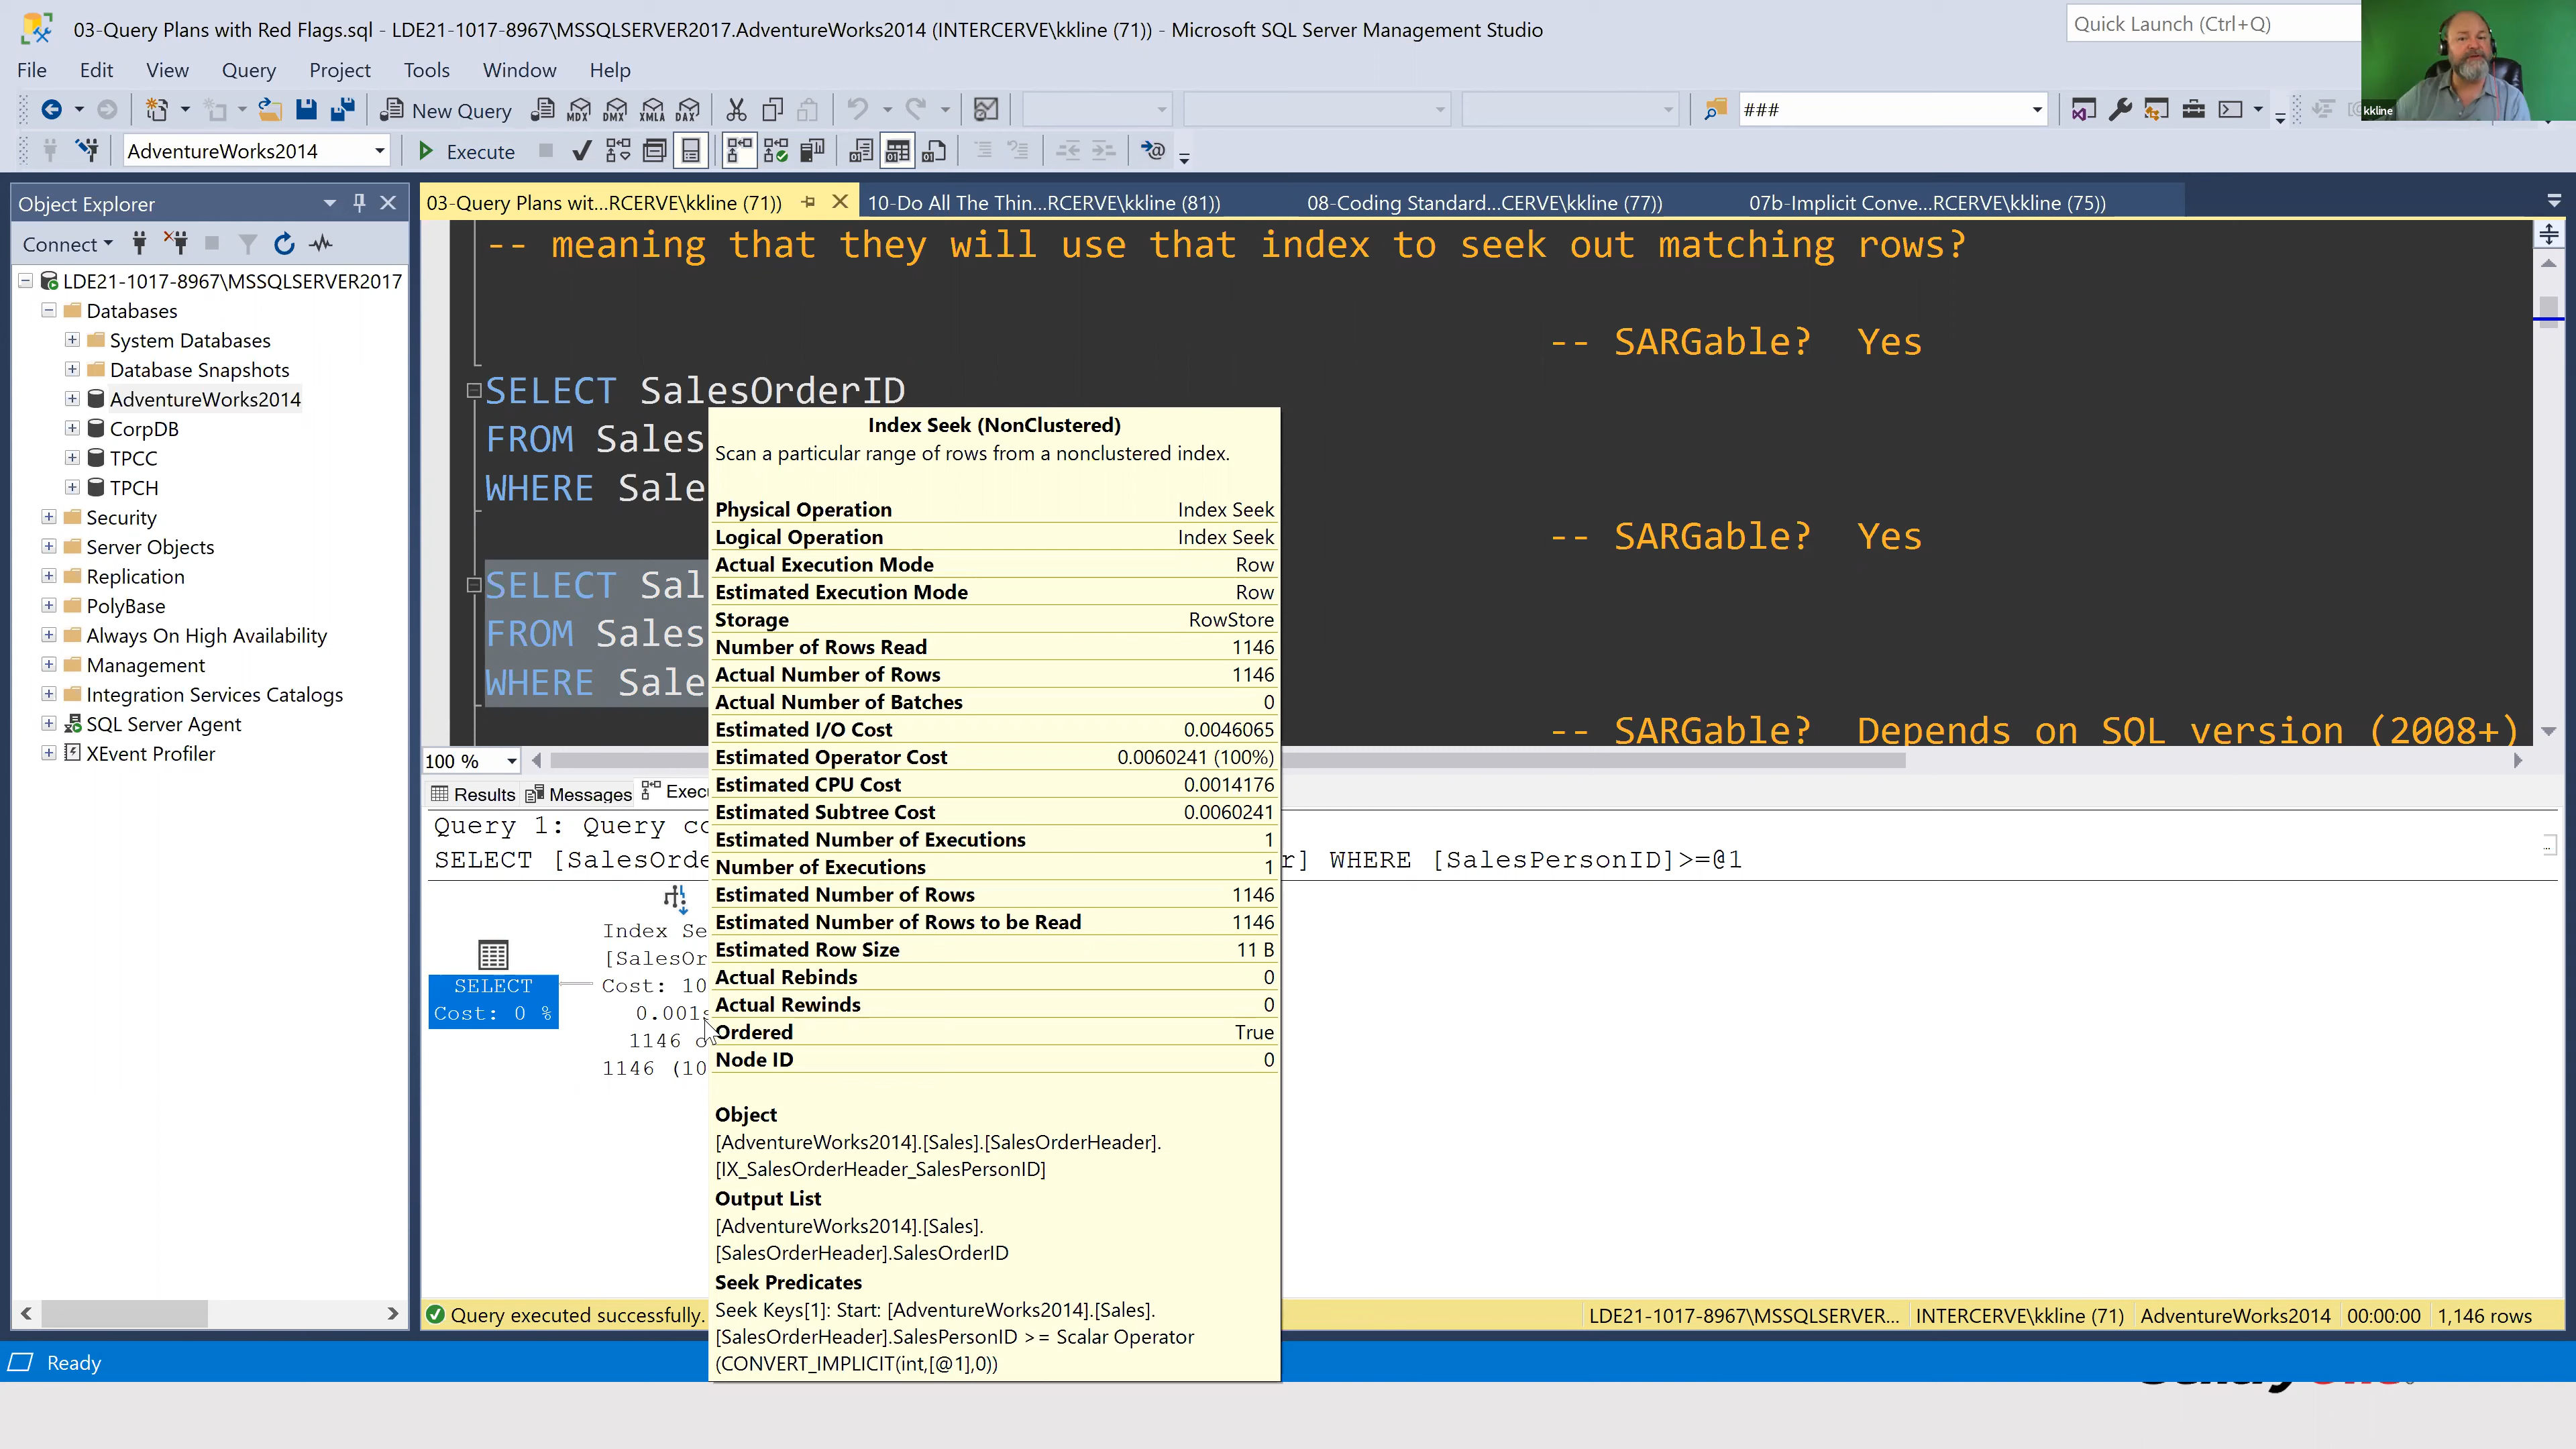 03-Query Plans with Red Flags.sql - LDE21-1017-8967\MSSQLSERVER2017.AdventureWorks2014 (INTERCERVE\kkline (71)) - Microsoft SQL Server Management Studio
Quick Launch (Ctrl+Q)
kkline
File Edit View Query Project Tools Window Help
New Query
MDX DMX XMLA DAX
###
AdventureWorks2014
Execute
Object Explorer
Connect
LDE21-1017-8967\MSSQLSERVER2017
Databases
System Databases
Database Snapshots
AdventureWorks2014
CorpDB
TPCC
TPCH
Security
Server Objects
Replication
PolyBase
Always On High Availability
Management
Integration Services Catalogs
SQL Server Agent
XEvent Profiler
03-Query Plans wit...RCERVE\kkline (71))
10-Do All The Thin...RCERVE\kkline (81))
08-Coding Standard...CERVE\kkline (77))
07b-Implicit Conve...RCERVE\kkline (75))
-- meaning that they will use that index to seek out matching rows?
-- SARGable? Yes
SELECT SalesOrderID
FROM Sales
WHERE Sale
-- SARGable? Yes
SELECT Sal
FROM Sales
WHERE Sale
-- SARGable? Depends on SQL version (2008+)
100 %
Results Messages Execu
Query 1: Query co
SELECT [SalesOrde
r] WHERE [SalesPersonID]>=@1
SELECT
Cost: 0 %
Index Se
[SalesOr
Cost: 10
0.001s
1146 o
1146 (10
Index Seek (NonClustered)
Scan a particular range of rows from a nonclustered index.
Physical Operation Index Seek
Logical Operation Index Seek
Actual Execution Mode Row
Estimated Execution Mode Row
Storage RowStore
Number of Rows Read 1146
Actual Number of Rows 1146
Actual Number of Batches 0
Estimated I/O Cost 0.0046065
Estimated Operator Cost 0.0060241 (100%)
Estimated CPU Cost 0.0014176
Estimated Subtree Cost 0.0060241
Estimated Number of Executions 1
Number of Executions 1
Estimated Number of Rows 1146
Estimated Number of Rows to be Read 1146
Estimated Row Size 11 B
Actual Rebinds 0
Actual Rewinds 0
Ordered True
Node ID 0
Object
[AdventureWorks2014].[Sales].[SalesOrderHeader].
[IX_SalesOrderHeader_SalesPersonID]
Output List
[AdventureWorks2014].[Sales].
[SalesOrderHeader].SalesOrderID
Seek Predicates
Seek Keys[1]: Start: [AdventureWorks2014].[Sales].
[SalesOrderHeader].SalesPersonID >= Scalar Operator
(CONVERT_IMPLICIT(int,[@1],0))
Query executed successfully.
LDE21-1017-8967\MSSQLSERVER... INTERCERVE\kkline (71) AdventureWorks2014 00:00:00 1,146 rows
Ready